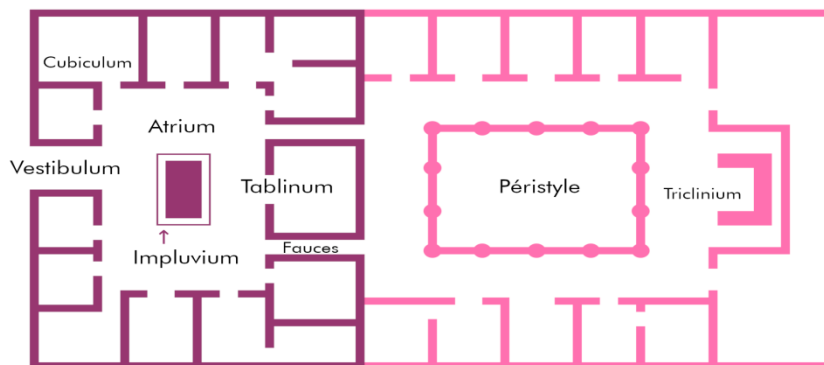 Cubiculum
Atrium
Vestibulum
Tablinum
Péristyle
Triclinium
Fauces
Impluvium